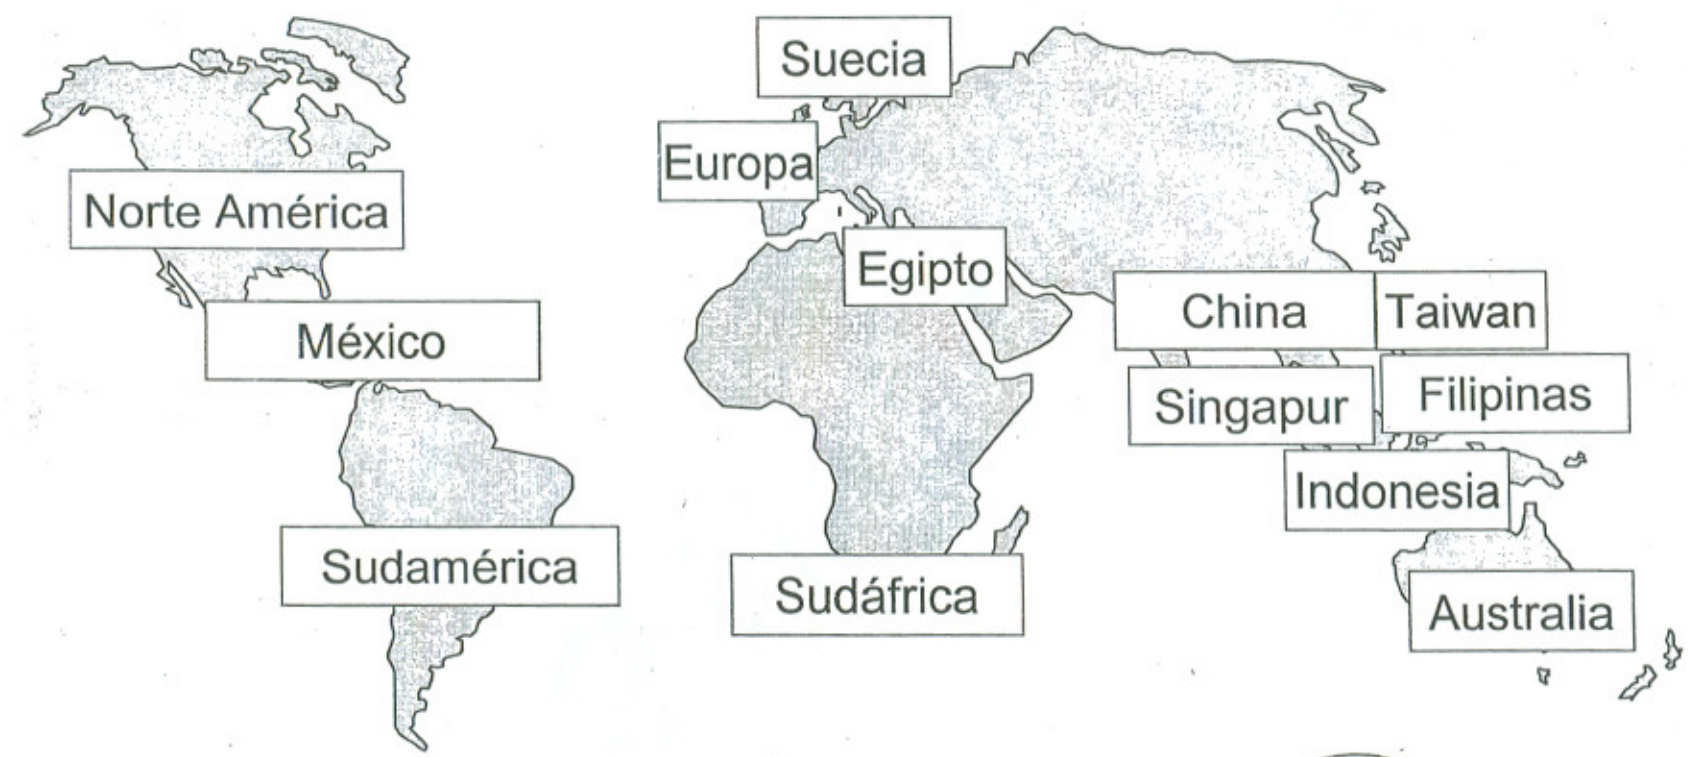 Suecia
Europa
Norte América
Egipto
China
Taiwan
México
Singapur
Filipinas
Indonesia
Sudamérica
Sudáfrica
Australia